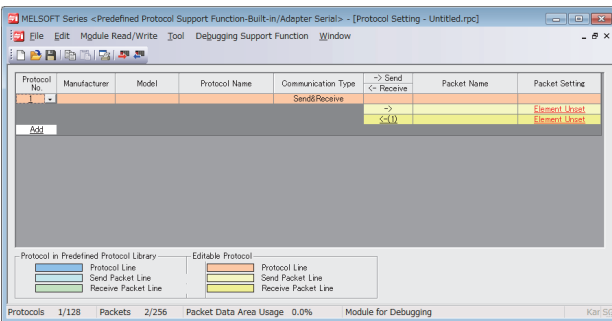 MELSOFT Series <Predefined Protocol Support Function-Built-in/Adapter Serial> - [Protocol Setting - Untitled.rpc]
File Edit Module Read/Write Tool Debugging Support Function Window
Protocol No. Manufacturer Model Protocol Name Communication Type -> Send <- Receive Packet Name Packet Setting
1 Send&Receive
-> Element Unset
<-(1) Element Unset
Add
Protocol in Predefined Protocol Library Editable Protocol
Protocol Line Protocol Line
Send Packet Line Send Packet Line
Receive Packet Line Receive Packet Line
Protocols 1/128 Packets 2/256 Packet Data Area Usage 0.0% Module for Debugging